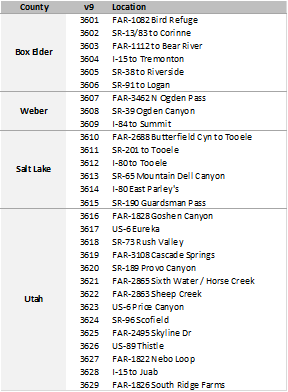 County v9 Location
Box Elder
3601 FAR-1082 Bird Refuge
3602 SR-13/83 to Corinne
3603 FAR-1112 to Bear River
3604 I-15 to Tremonton
3605 SR-38 to Riverside
3606 SR-91 to Logan
Weber
3607 FAR-3462 N Ogden Pass
3608 SR-39 Ogden Canyon
3609 I-84 to Summit
Salt Lake
3610 FAR-2688 Butterfield Cyn to Tooele
3611 SR-201 to Tooele
3612 I-80 to Tooele
3613 SR-65 Mountain Dell Canyon
3614 I-80 East Parley's
3615 SR-190 Guardsman Pass
Utah
3616 FAR-1828 Goshen Canyon
3617 US-6 Eureka
3618 SR-73 Rush Valley
3619 FAR-3108 Cascade Springs
3620 SR-189 Provo Canyon
3621 FAR-2865 Sixth Water / Horse Creek
3622 FAR-2863 Sheep Creek
3623 US-6 Price Canyon
3624 SR-96 Scofield
3625 FAR-2495 Skyline Dr
3626 US-89 Thistle
3627 FAR-1822 Nebo Loop
3628 I-15 to Juab
3629 FAR-1826 South Ridge Farms